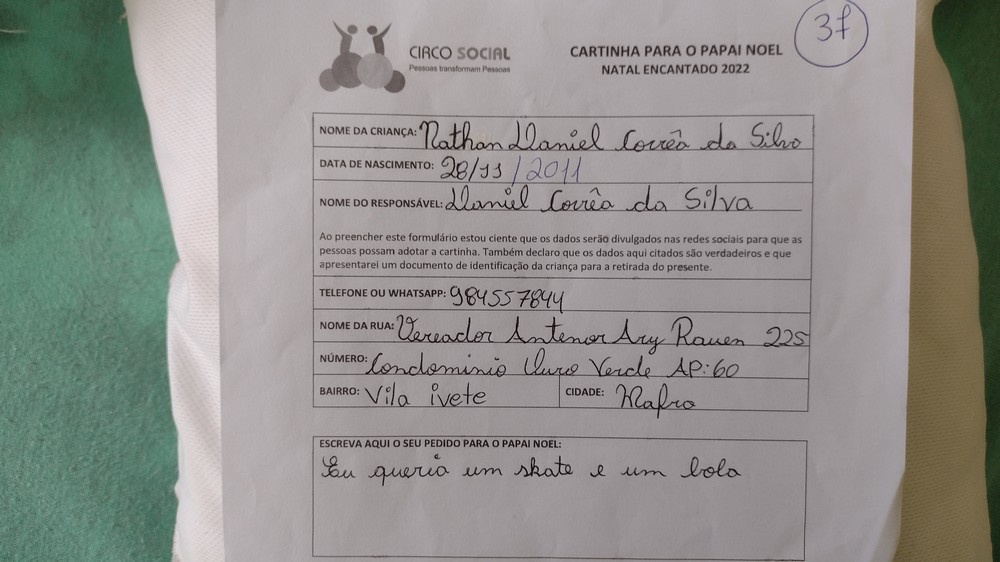 CIRCO SOCIAL
Pessoas transformam Pessoas
CARTINHA PARA O PAPAI NOEL
NATAL ENCANTADO 2022
37
NOME DA CRIANÇA: Nathan Daniel Corrêa da Silva
DATA DE NASCIMENTO: 28/11/2011
NOME DO RESPONSÁVEL: Daniel Corrêa da Silva
Ao preencher este formulário estou ciente que os dados serão divulgados nas redes sociais para que as
pessoas possam adotar a cartinha. Também declaro que os dados aqui citados são verdadeiros e que
apresentarei um documento de identificação da criança para a retirada do presente.
TELEFONE OU WHATSAPP: 984557844
NOME DA RUA: Vereador Antenor Ary Rauen 225
NÚMERO: Condominio Ouro Verde AP:60
BAIRRO: Vila ivete CIDADE: Mafra
ESCREVA AQUI O SEU PEDIDO PARA O PAPAI NOEL:
Eu queria um skate e um bola